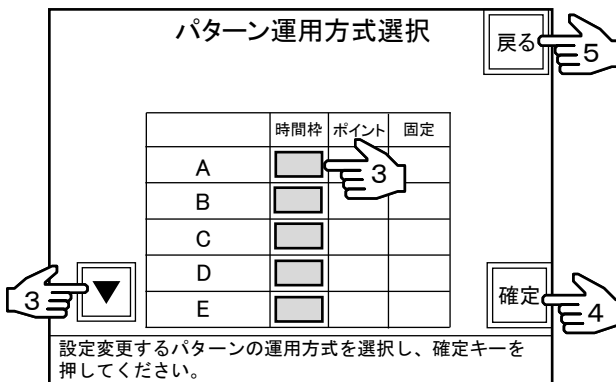 パターン運用方式選択
戻る
5
時間枠 ポイント 固定
A
3
B
C
D
E
3
▼
確定
4
設定変更するパターンの運用方式を選択し、確定キーを
押してください。